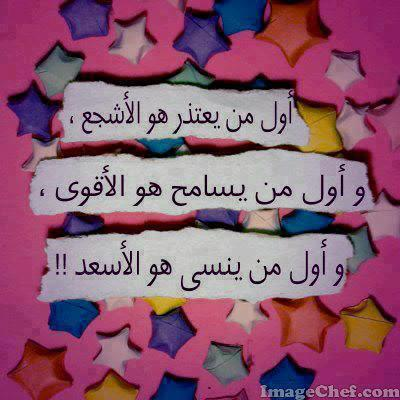 أول من يعتذر هو الأشجع ،
و أول من يسامح هو الأقوى ،
و أول من ينسى هو الأسعد !!
ImageChef.com